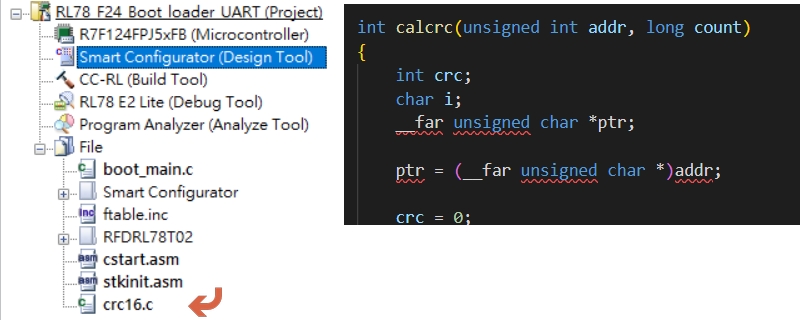 RL78 F24 Boot loader UART (Project)
R7F124FPJ5xFB (Microcontroller)
Smart Configurator (Design Tool)
CC-RL (Build Tool)
RL78 E2 Lite (Debug Tool)
Program Analyzer (Analyze Tool)
File
boot_main.c
Smart Configurator
ftable.inc
RFDRL78T02
cstart.asm
stkinit.asm
crc16.c
int calcrc(unsigned int addr, long count)
{
int crc;
char i;
__far unsigned char *ptr;
ptr = (__far unsigned char *)addr;
crc = 0;